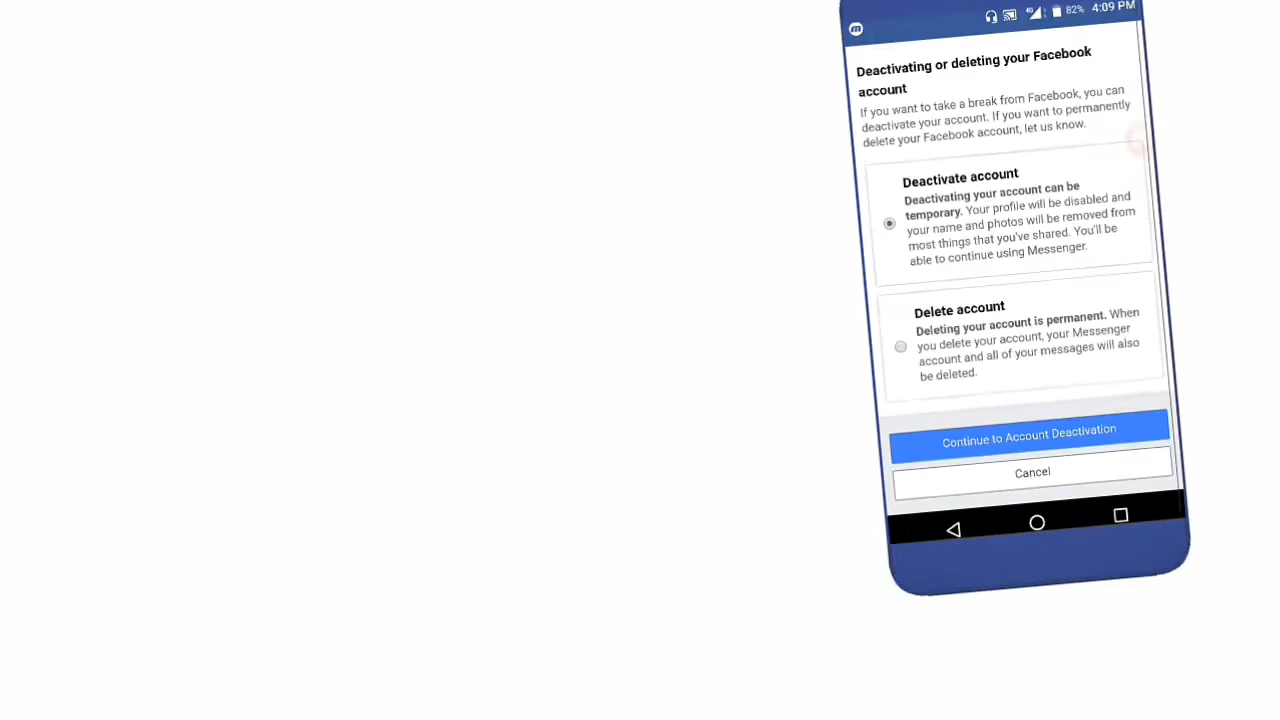 4G 82% 4:09 PM
Deactivating or deleting your Facebook
account
If you want to take a break from Facebook, you can
deactivate your account. If you want to permanently
delete your Facebook account, let us know.
Deactivate account
Deactivating your account can be
temporary. Your profile will be disabled and
your name and photos will be removed from
most things that you've shared. You'll be
able to continue using Messenger.
Delete account
Deleting your account is permanent. When
you delete your account, your Messenger
account and all of your messages will also
be deleted.
Continue to Account Deactivation
Cancel